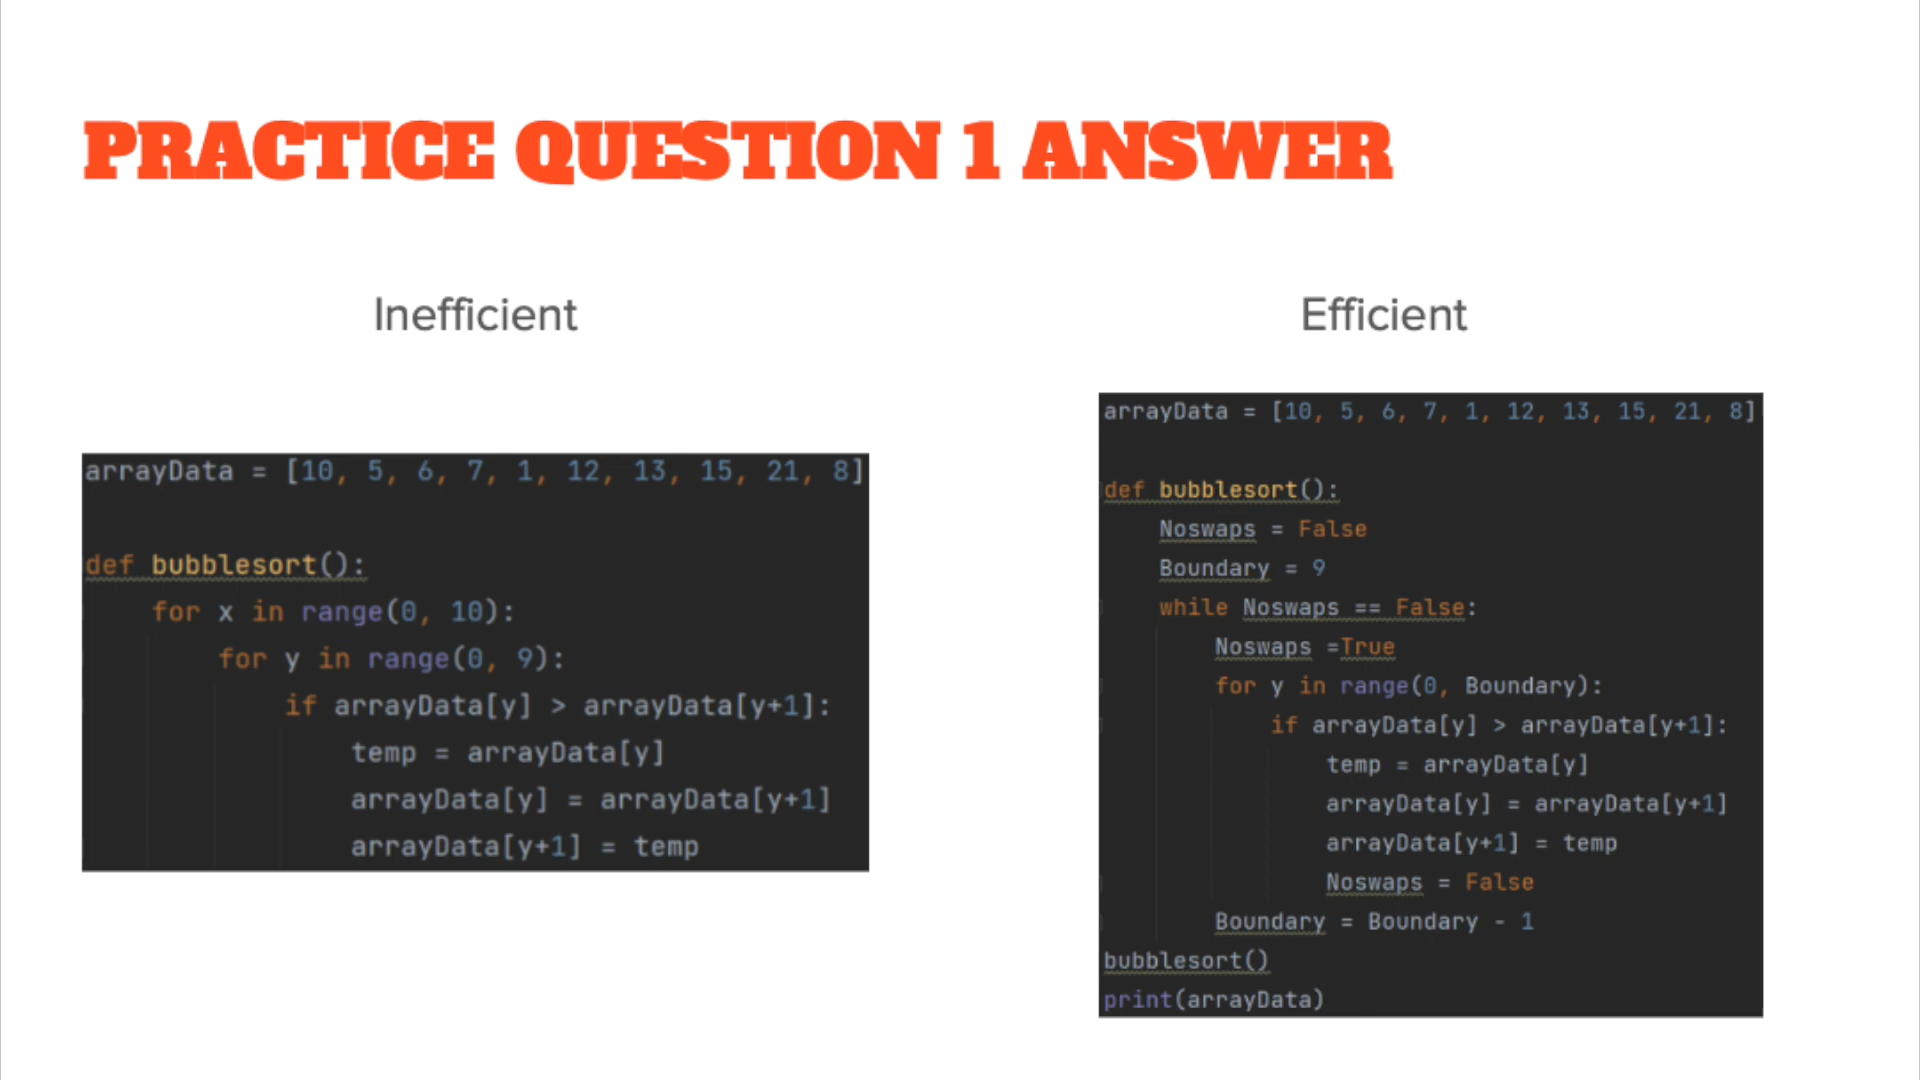 PRACTICE QUESTION 1 ANSWER
Inefficient
arrayData = [10, 5, 6, 7, 1, 12, 13, 15, 21, 8]
def bubblesort():
    for x in range(0, 10):
        for y in range(0, 9):
            if arrayData[y] > arrayData[y+1]:
                temp = arrayData[y]
                arrayData[y] = arrayData[y+1]
                arrayData[y+1] = temp
Efficient
arrayData = [10, 5, 6, 7, 1, 12, 13, 15, 21, 8]
def bubblesort():
    Noswaps = False
    Boundary = 9
    while Noswaps == False:
        Noswaps =True
        for y in range(0, Boundary):
            if arrayData[y] > arrayData[y+1]:
                temp = arrayData[y]
                arrayData[y] = arrayData[y+1]
                arrayData[y+1] = temp
                Noswaps = False
        Boundary = Boundary - 1
bubblesort()
print(arrayData)